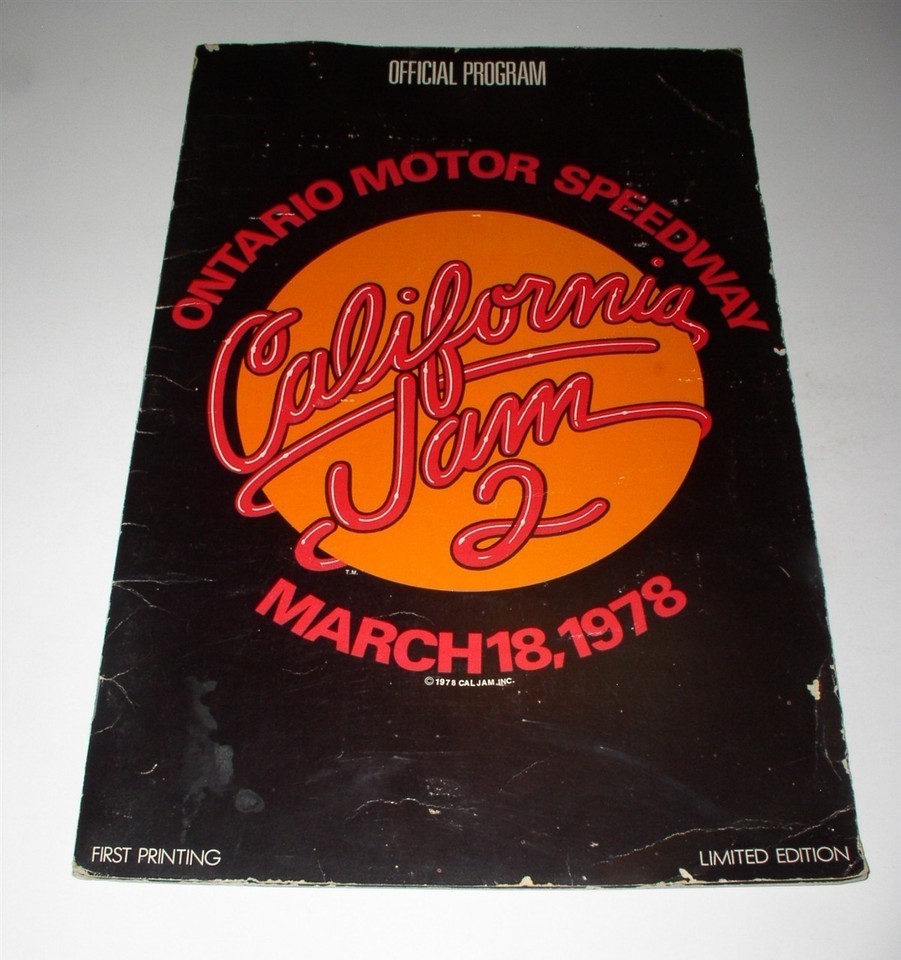 OFFICIAL PROGRAM
ONTARIO MOTOR SPEEDWAY
California
Jam
2
T.M.
MARCH 18, 1978
© 1978 CAL JAM, INC.
FIRST PRINTING
LIMITED EDITION